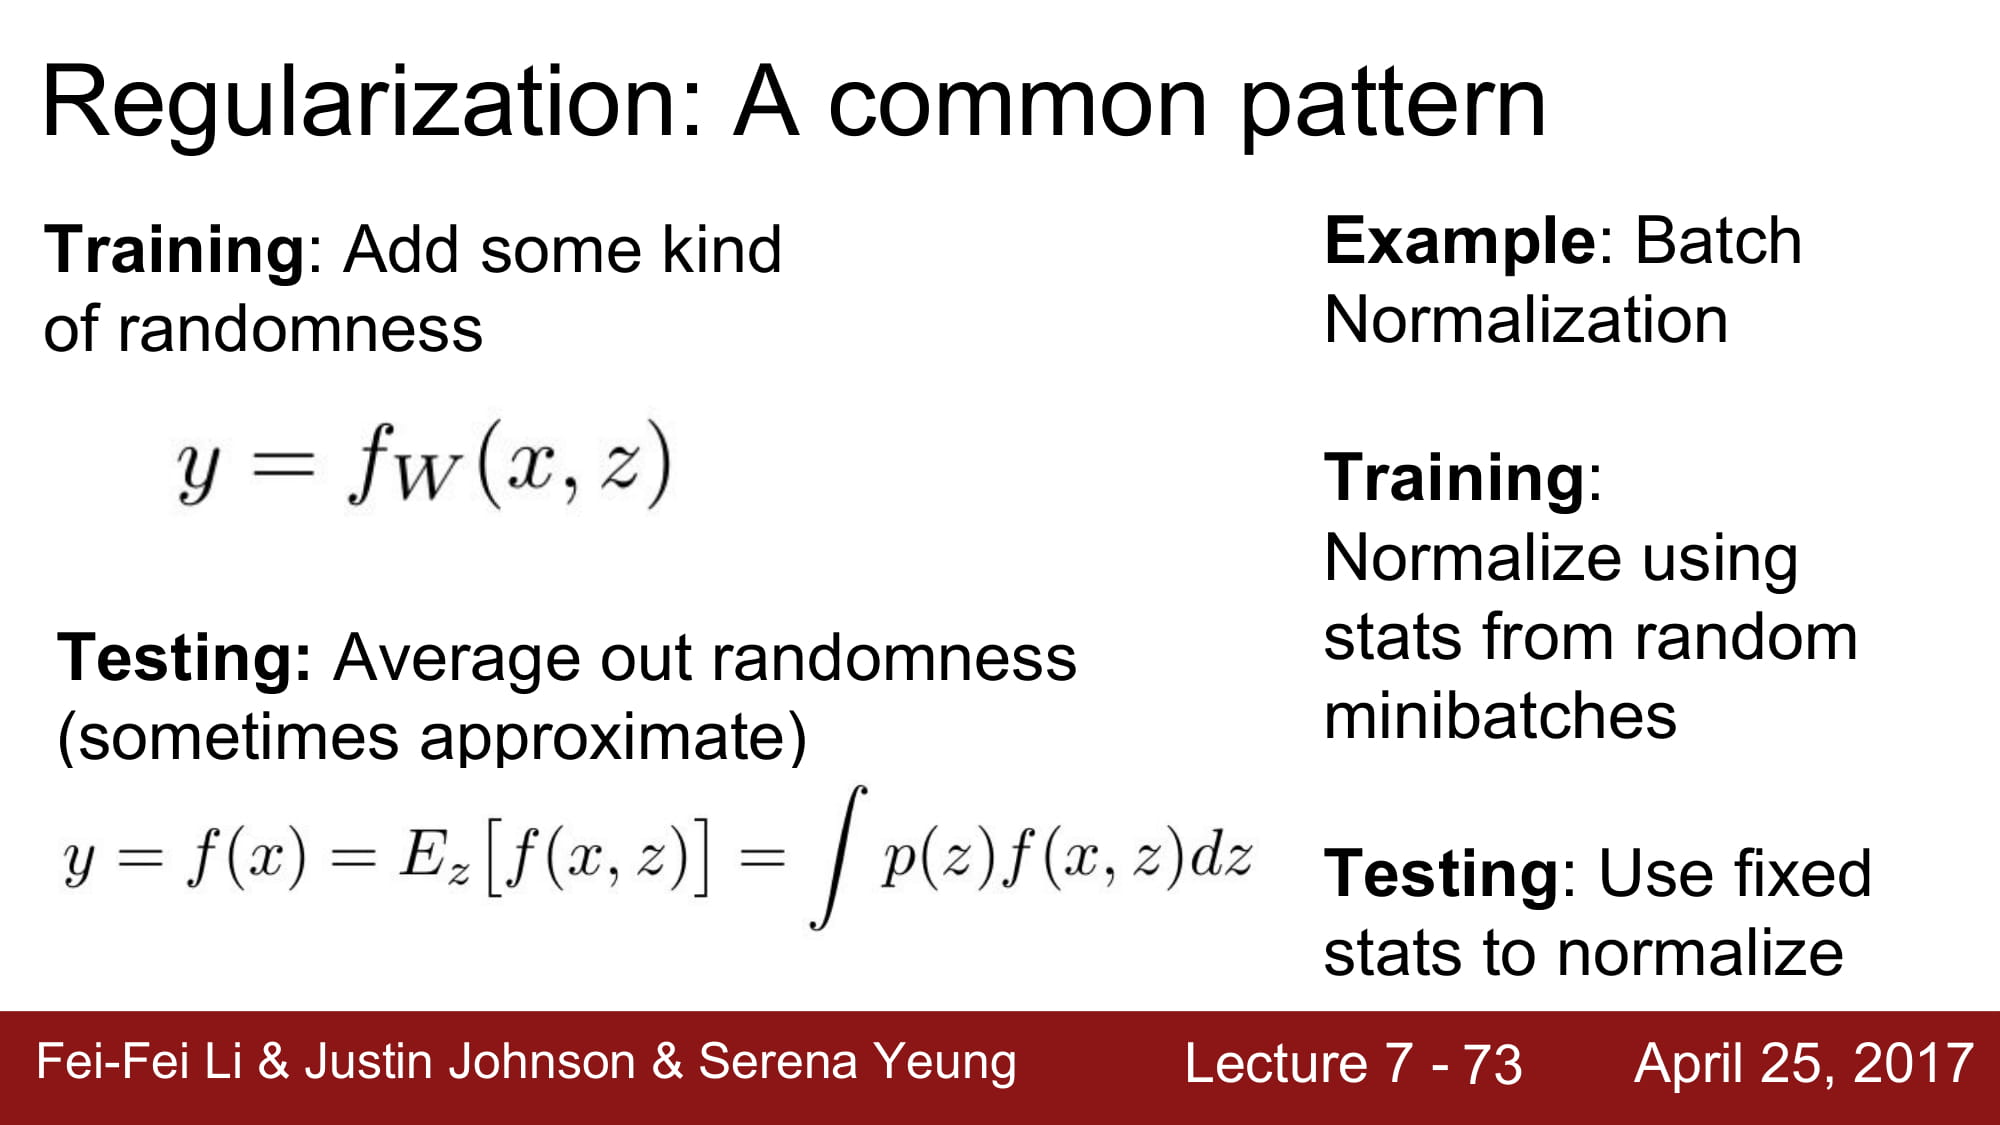 Regularization: A common pattern
Training: Add some kind
of randomness
y = f_W(x, z)
Testing: Average out randomness
(sometimes approximate)
y = f(x) = E_z[f(x, z)] = ∫ p(z)f(x, z)dz
Example: Batch
Normalization
Training:
Normalize using
stats from random
minibatches
Testing: Use fixed
stats to normalize
Fei-Fei Li & Justin Johnson & Serena Yeung
Lecture 7 - 73
April 25, 2017